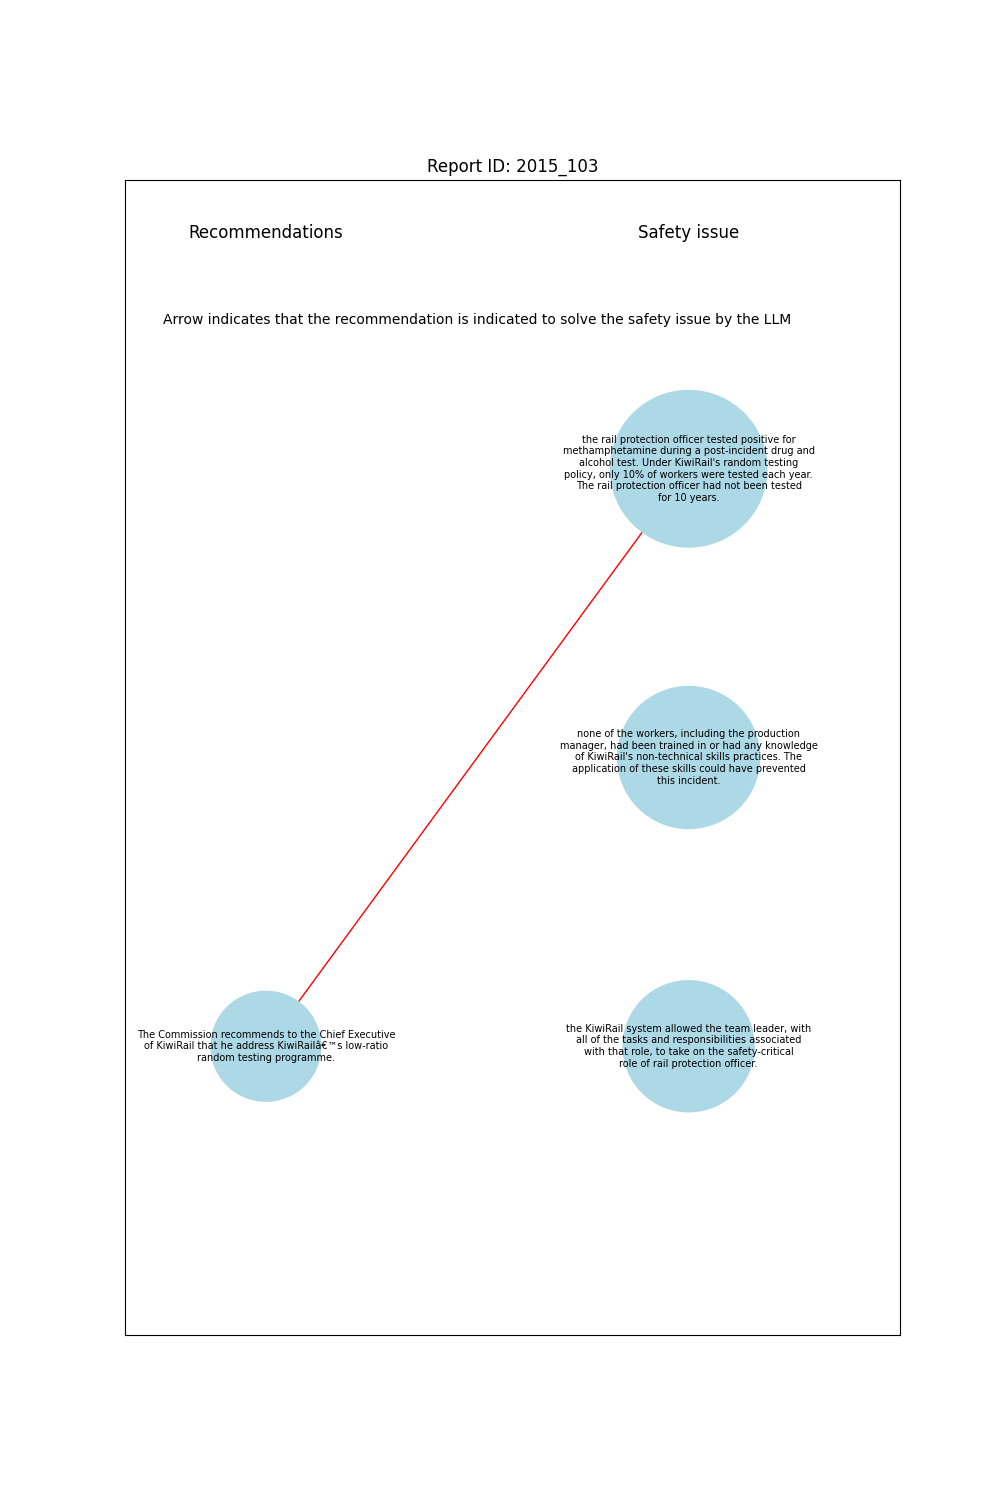 Report ID: 2015_103
Recommendations
Safety issue
Arrow indicates that the recommendation is indicated to solve the safety issue by the LLM
the rail protection officer tested positive for
methamphetamine during a post-incident drug and
alcohol test. Under KiwiRail's random testing
policy, only 10% of workers were tested each year.
The rail protection officer had not been tested
for 10 years.
none of the workers, including the production
manager, had been trained in or had any knowledge
of KiwiRail's non-technical skills practices. The
application of these skills could have prevented
this incident.
The Commission recommends to the Chief Executive
of KiwiRail that he address KiwiRailâ€™s low-ratio
random testing programme.
the KiwiRail system allowed the team leader, with
all of the tasks and responsibilities associated
with that role, to take on the safety-critical
role of rail protection officer.